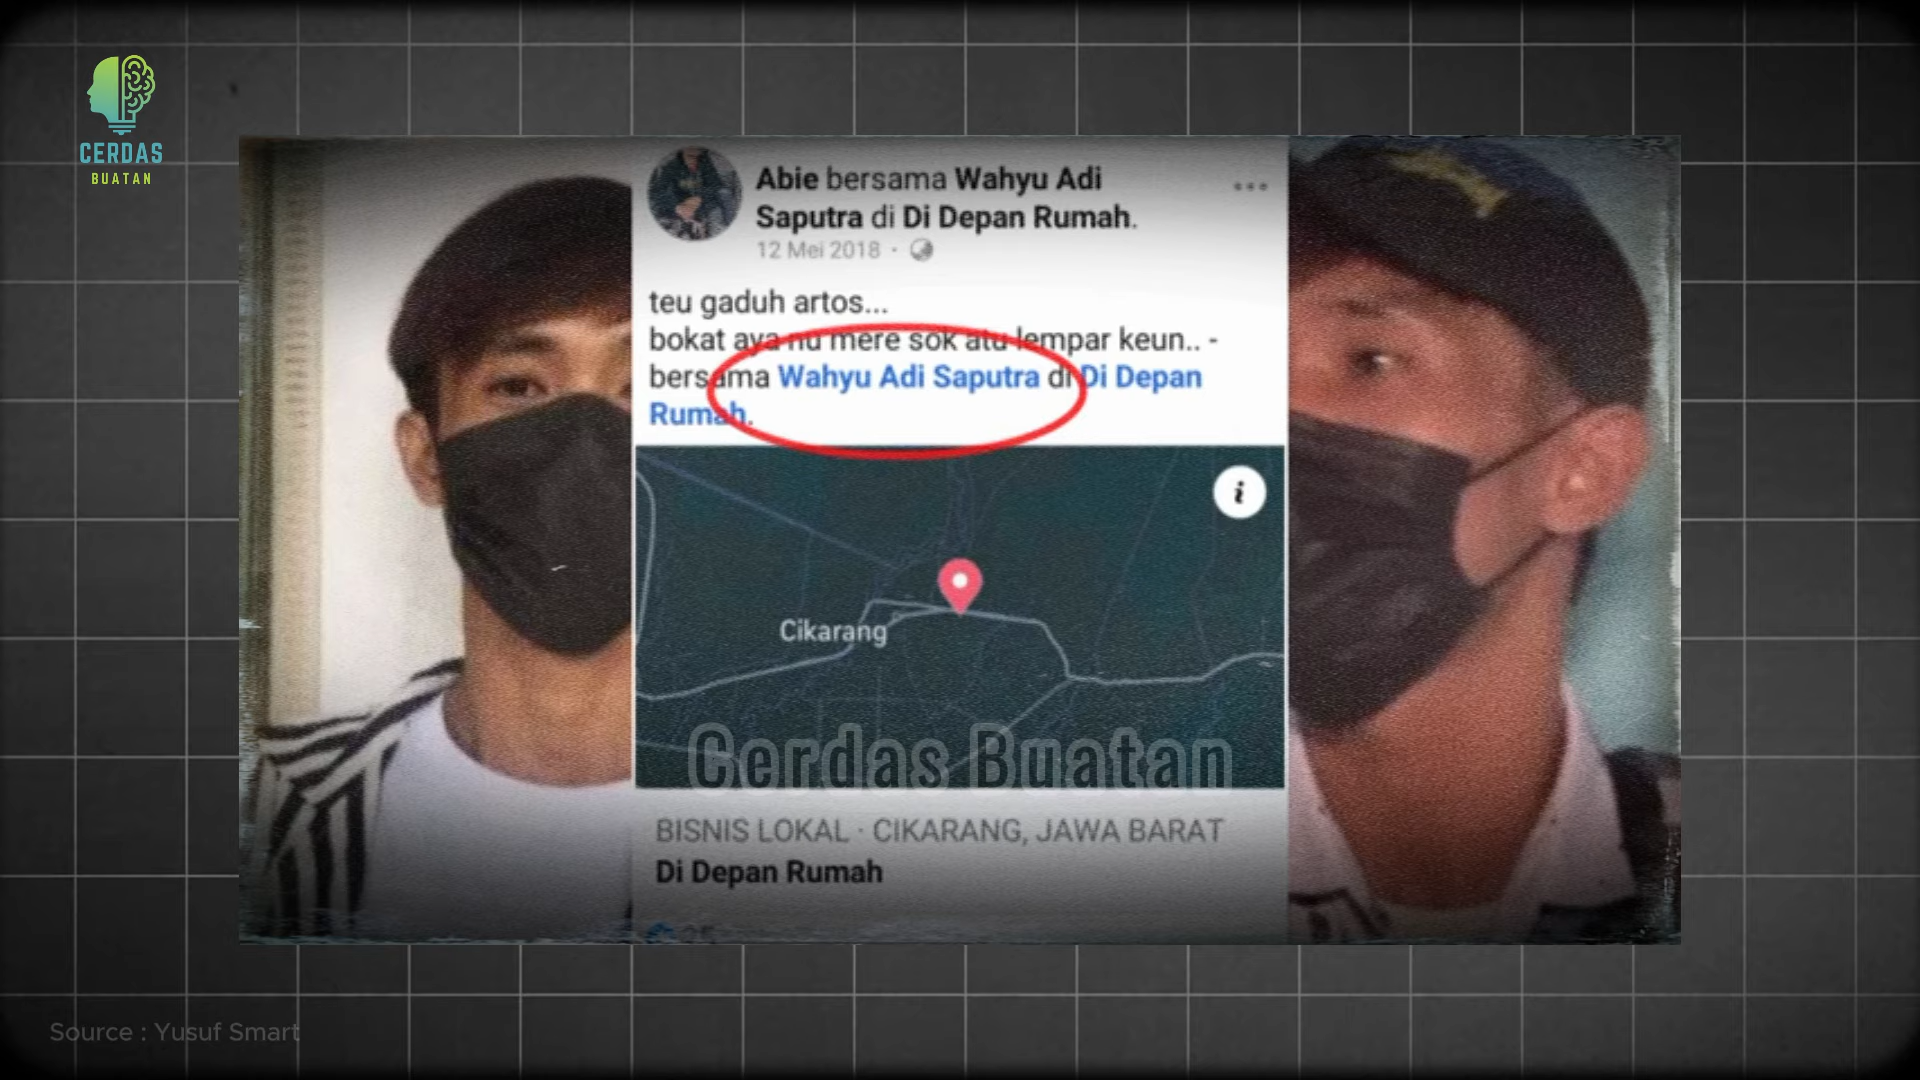 CERDAS
BUATAN
Abie bersama Wahyu Adi
Saputra di Di Depan Rumah.
12 Mei 2018 ·
teu gaduh artos...
bokat aya nu mere sok atu lempar keun.. -
bersama Wahyu Adi Saputra di Di Depan
Rumah.
i
Cikarang
Cerdas Buatan
BISNIS LOKAL · CIKARANG, JAWA BARAT
Di Depan Rumah
Source : Yusuf Smart